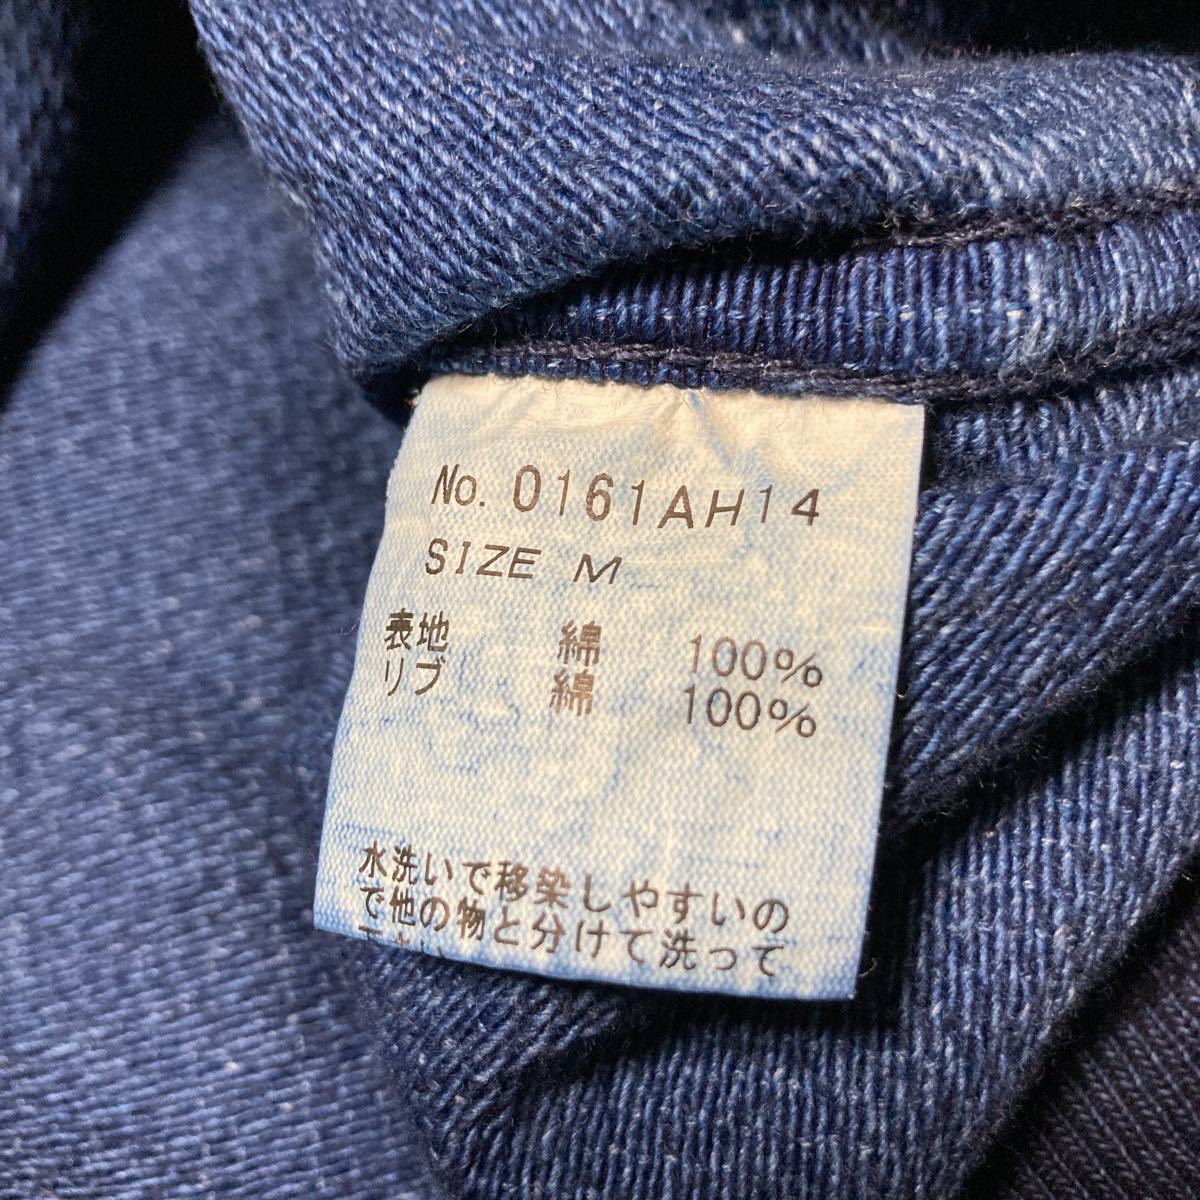 No. 0161AH14
SIZE M
表地 綿 100%
リブ 綿 100%
水洗いで移染しやすいの
で他の物と分けて洗って